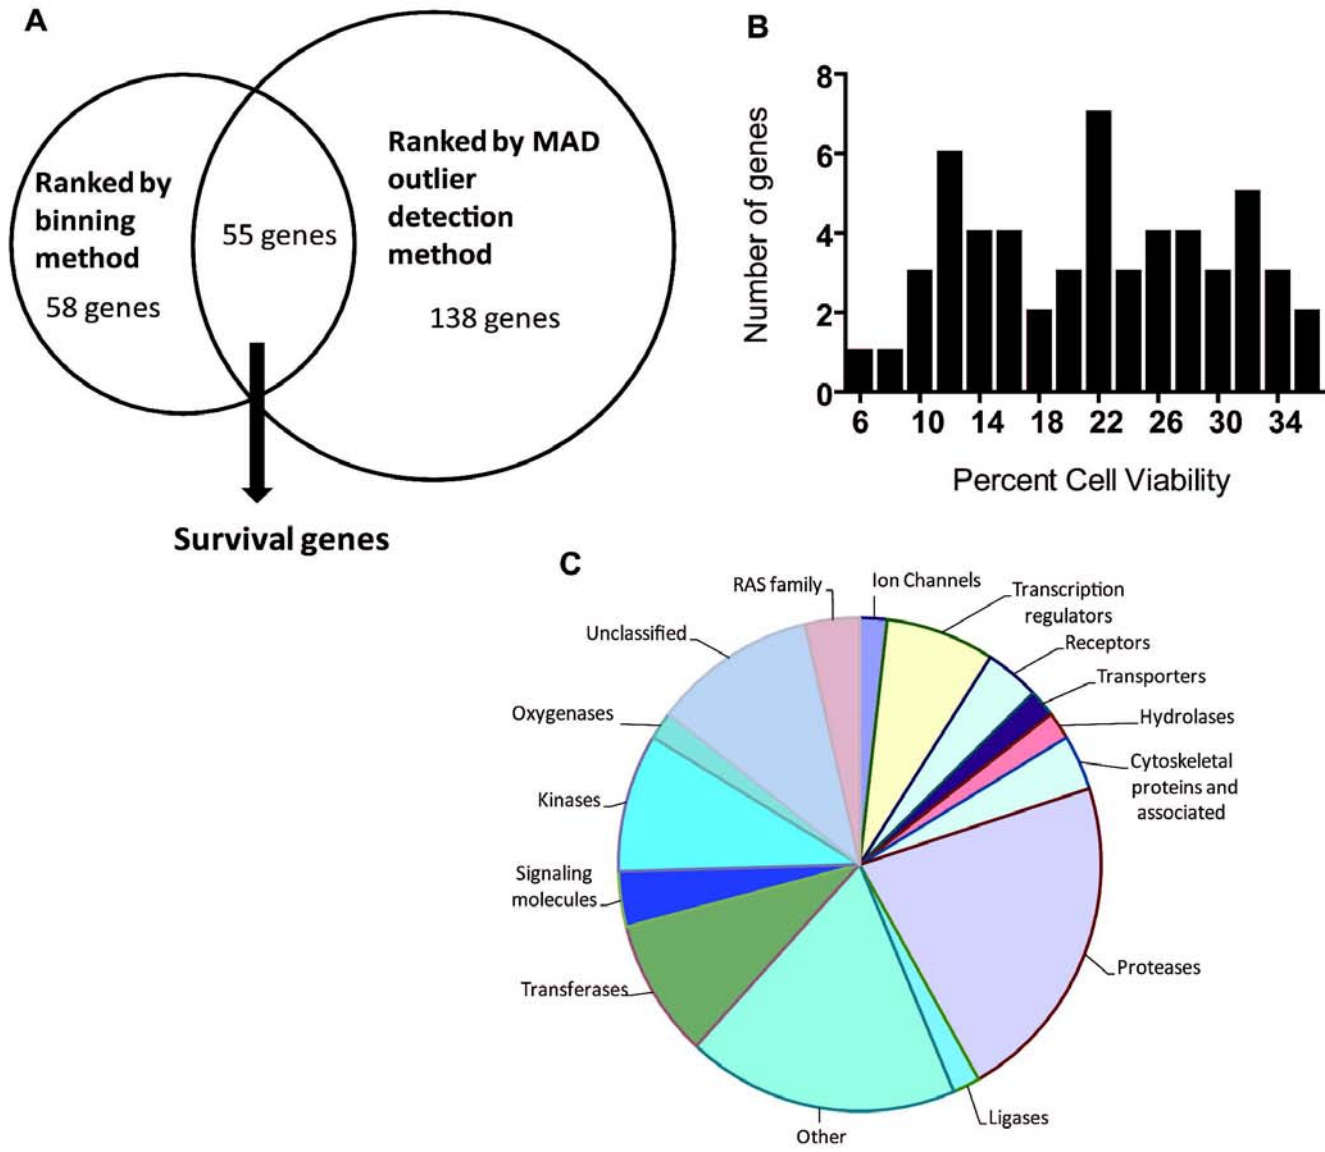 A
Ranked by
binning
method
58 genes
55 genes
Ranked by MAD
outlier
detection
method
138 genes
Survival genes
B
Number of genes
8
6
4
2
0
6 10 14 18 22 26 30 34
Percent Cell Viability
C
RAS family
Ion Channels
Transcription
regulators
Receptors
Transporters
Hydrolases
Cytoskeletal
proteins and
associated
Proteases
Ligases
Other
Transferases
Signaling
molecules
Kinases
Oxygenases
Unclassified